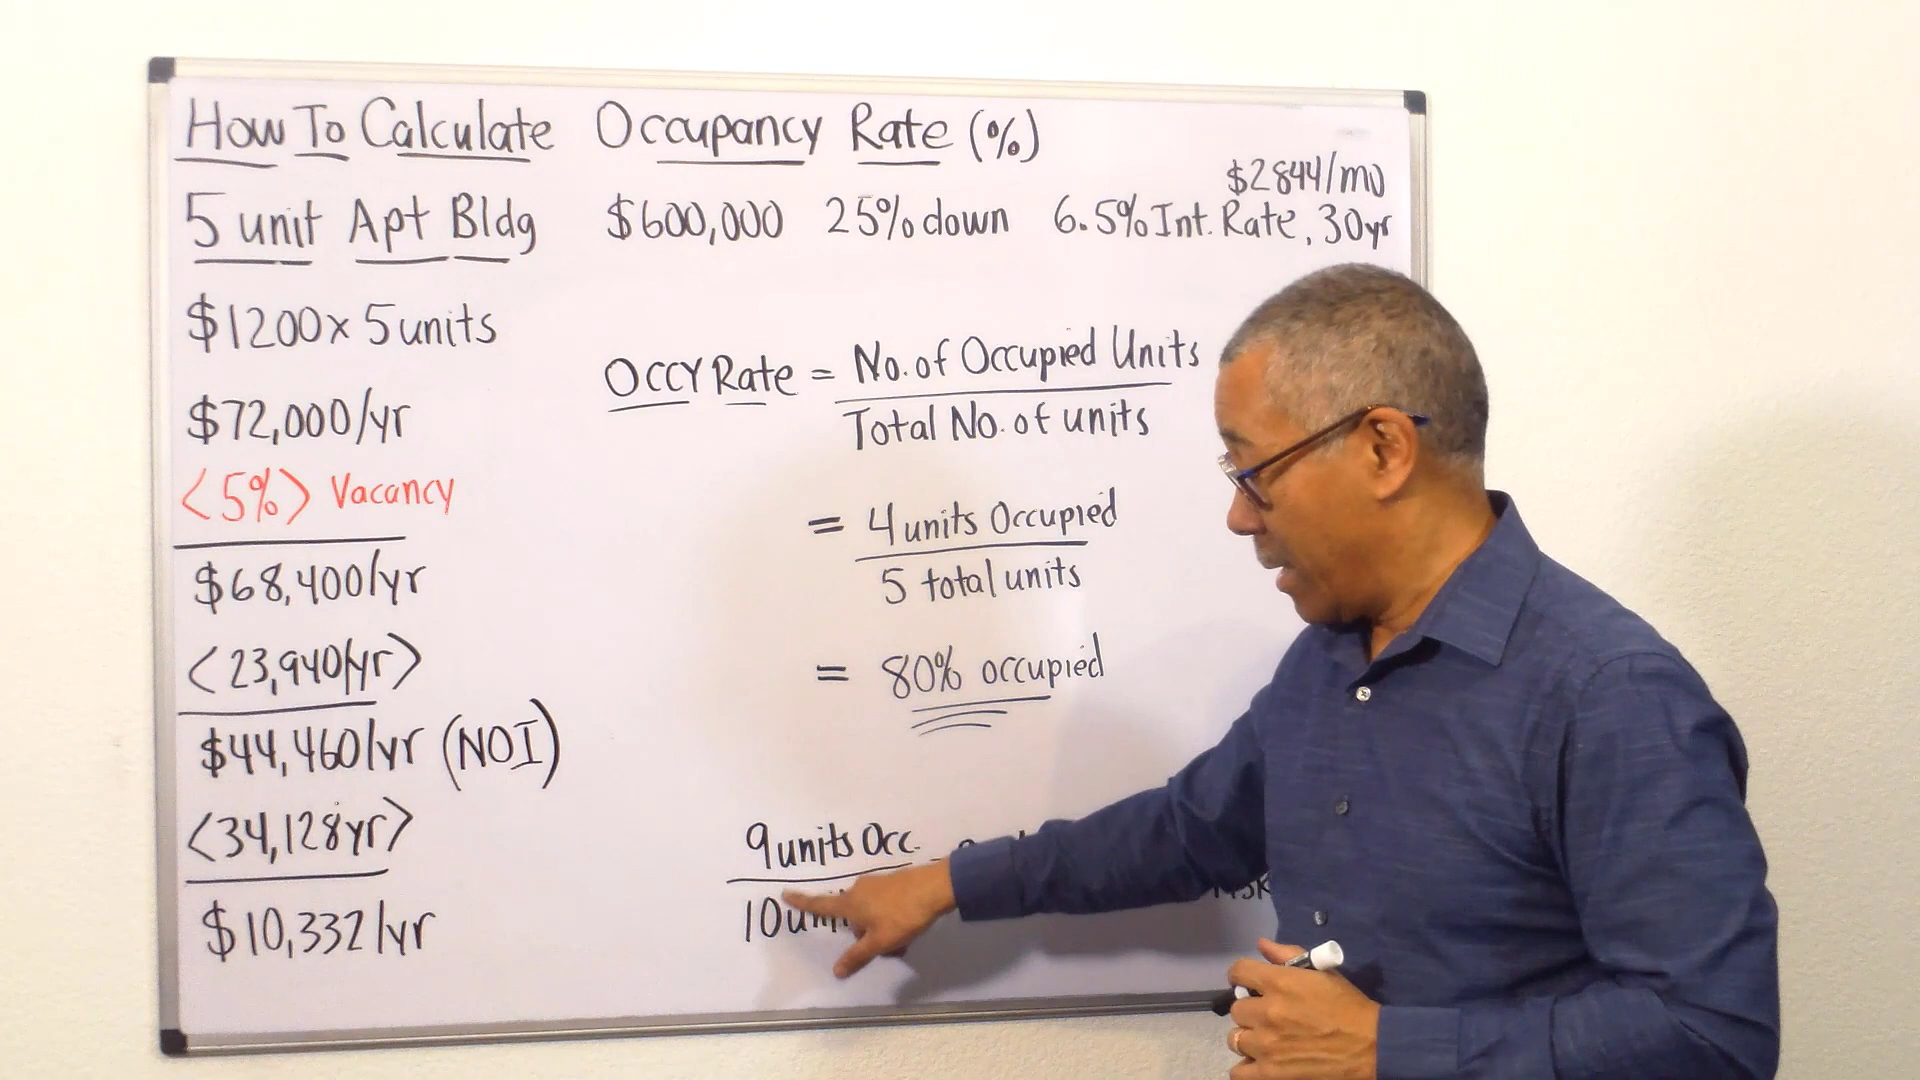 How To Calculate Occupancy Rate (%)
$2844/mo
5 unit Apt Bldg $600,000 25% down 6.5% Int. Rate, 30yr
$1200 x 5 units
$72,000/yr
<5%> Vacancy
$68,400/yr
<23,940/yr>
$44,460/yr (NOI)
<34,128yr>
$10,332/yr
OCCY Rate = No. of Occupied Units
Total No. of units
= 4 units Occupied
5 total units
= 80% occupied
9 units Occ.
10